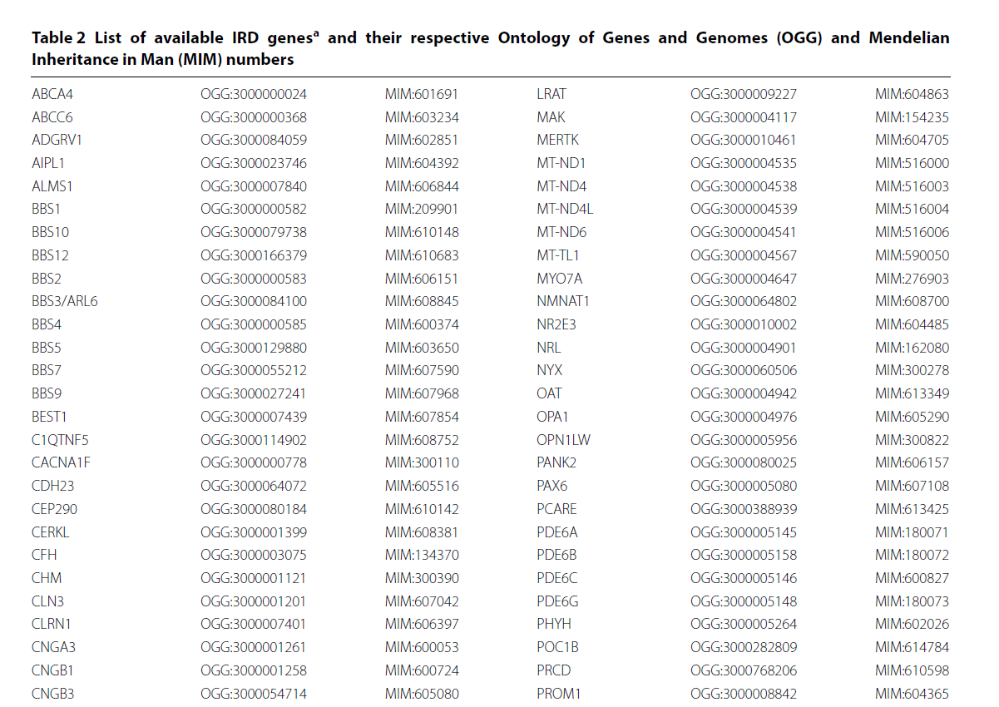 Table 2 List of available IRD genesa and their respective Ontology of Genes and Genomes (OGG) and Mendelian
Inheritance in Man (MIM) numbers
ABCA4 OGG:3000000024 MIM:601691 LRAT OGG:3000009227 MIM:604863
ABCC6 OGG:3000000368 MIM:603234 MAK OGG:3000004117 MIM:154235
ADGRV1 OGG:3000084059 MIM:602851 MERTK OGG:3000010461 MIM:604705
AIPL1 OGG:3000023746 MIM:604392 MT-ND1 OGG:3000004535 MIM:516000
ALMS1 OGG:3000007840 MIM:606844 MT-ND4 OGG:3000004538 MIM:516003
BBS1 OGG:3000000582 MIM:209901 MT-ND4L OGG:3000004539 MIM:516004
BBS10 OGG:3000079738 MIM:610148 MT-ND6 OGG:3000004541 MIM:516006
BBS12 OGG:3000166379 MIM:610683 MT-TL1 OGG:3000004567 MIM:590050
BBS2 OGG:3000000583 MIM:606151 MYO7A OGG:3000004647 MIM:276903
BBS3/ARL6 OGG:3000084100 MIM:608845 NMNAT1 OGG:3000064802 MIM:608700
BBS4 OGG:3000000585 MIM:600374 NR2E3 OGG:3000010002 MIM:604485
BBS5 OGG:3000129880 MIM:603650 NRL OGG:3000004901 MIM:162080
BBS7 OGG:3000055212 MIM:607590 NYX OGG:3000060506 MIM:300278
BBS9 OGG:3000027241 MIM:607968 OAT OGG:3000004942 MIM:613349
BEST1 OGG:3000007439 MIM:607854 OPA1 OGG:3000004976 MIM:605290
C1QTNF5 OGG:3000114902 MIM:608752 OPN1LW OGG:3000005956 MIM:300822
CACNA1F OGG:3000000778 MIM:300110 PANK2 OGG:3000080025 MIM:606157
CDH23 OGG:3000064072 MIM:605516 PAX6 OGG:3000005080 MIM:607108
CEP290 OGG:3000080184 MIM:610142 PCARE OGG:3000388939 MIM:613425
CERKL OGG:3000001399 MIM:608381 PDE6A OGG:3000005145 MIM:180071
CFH OGG:3000003075 MIM:134370 PDE6B OGG:3000005158 MIM:180072
CHM OGG:3000001121 MIM:300390 PDE6C OGG:3000005146 MIM:600827
CLN3 OGG:3000001201 MIM:607042 PDE6G OGG:3000005148 MIM:180073
CLRN1 OGG:3000007401 MIM:606397 PHYH OGG:3000005264 MIM:602026
CNGA3 OGG:3000001261 MIM:600053 POC1B OGG:3000282809 MIM:614784
CNGB1 OGG:3000001258 MIM:600724 PRCD OGG:3000768206 MIM:610598
CNGB3 OGG:3000054714 MIM:605080 PROM1 OGG:3000008842 MIM:604365